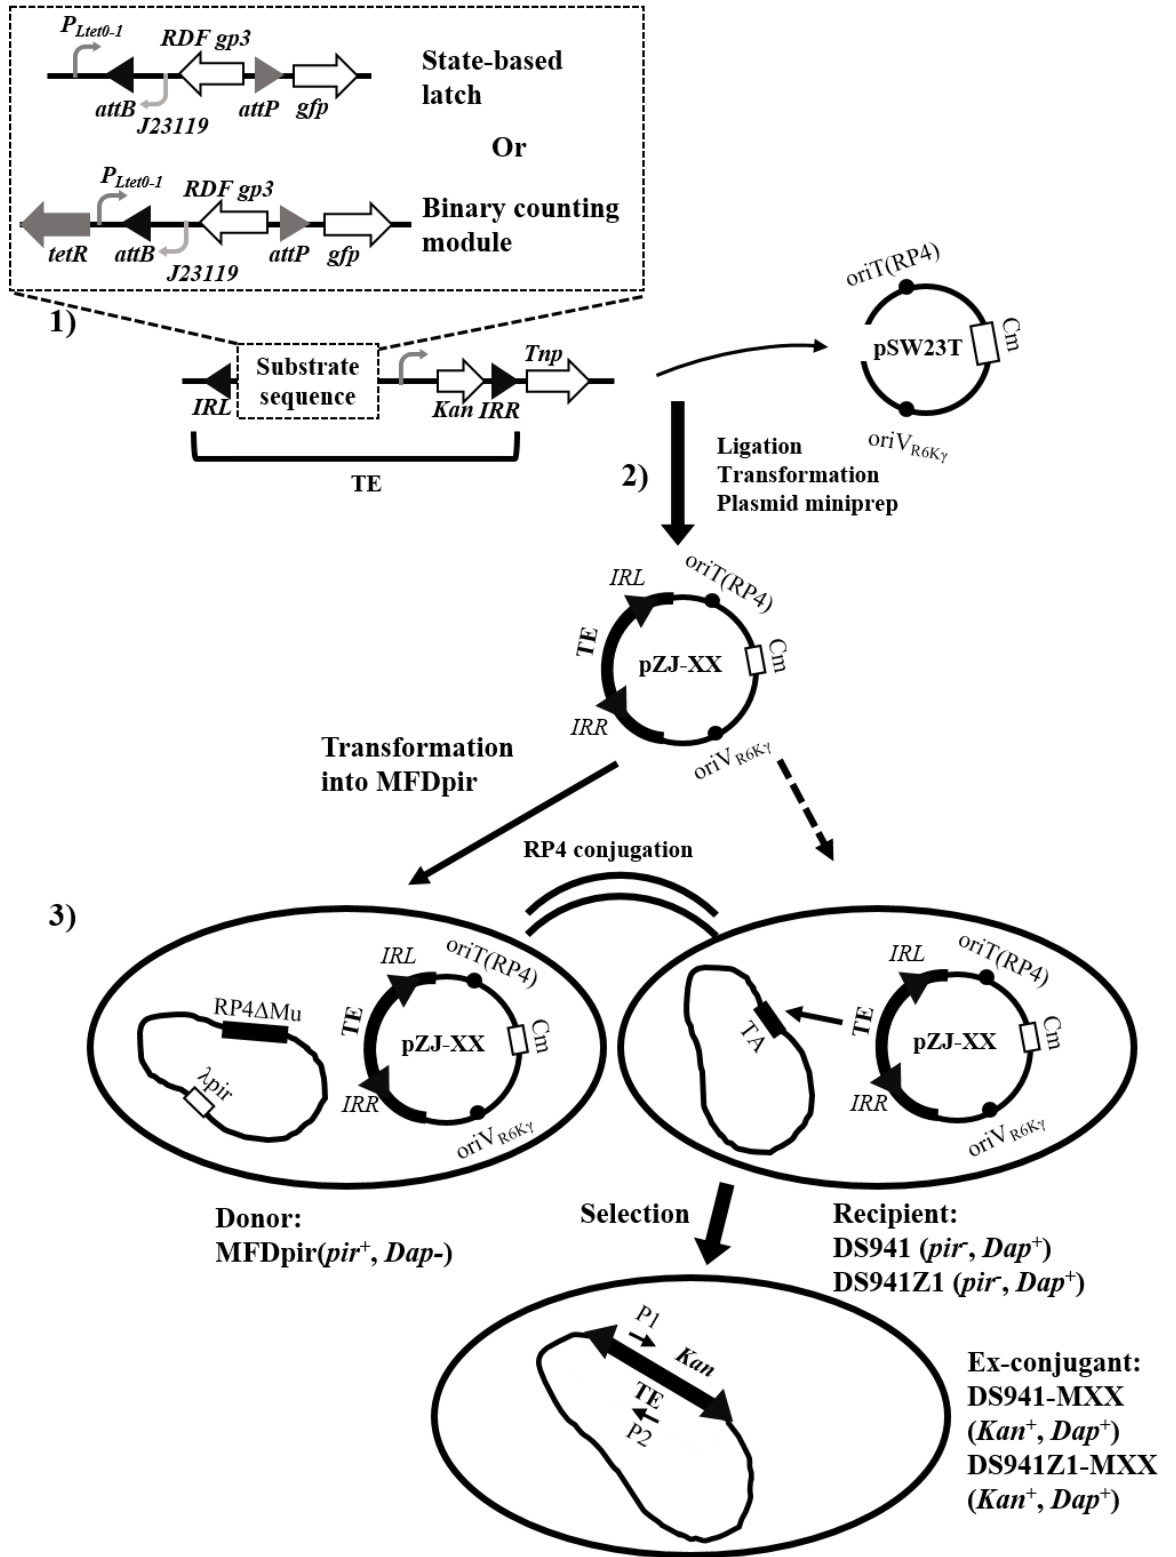 P_Ltet0-1
RDF gp3
attB
J23119
attP
gfp
State-based
latch
Or
P_Ltet0-1
RDF gp3
tetR
attB
J23119
attP
gfp
Binary counting
module
1)
IRL
Substrate
sequence
Kan
IRR
Tnp
TE
oriT(RP4)
pSW23T
Cm
oriV_R6Kγ
2)
Ligation
Transformation
Plasmid miniprep
IRL
oriT(RP4)
TE
pZJ-XX
Cm
IRR
oriV_R6Kγ
Transformation
into MFDpir
RP4 conjugation
3)
RP4ΔMu
λpir
IRL
oriT(RP4)
TE
pZJ-XX
Cm
IRR
oriV_R6Kγ
TA
IRL
oriT(RP4)
TE
pZJ-XX
Cm
IRR
oriV_R6Kγ
Donor:
MFDpir(pir⁺, Dap-)
Selection
Recipient:
DS941 (pir⁻, Dap⁺)
DS941Z1 (pir⁻, Dap⁺)
P1
Kan
TE
P2
Ex-conjugant:
DS941-MXX
(Kan⁺, Dap⁺)
DS941Z1-MXX
(Kan⁺, Dap⁺)